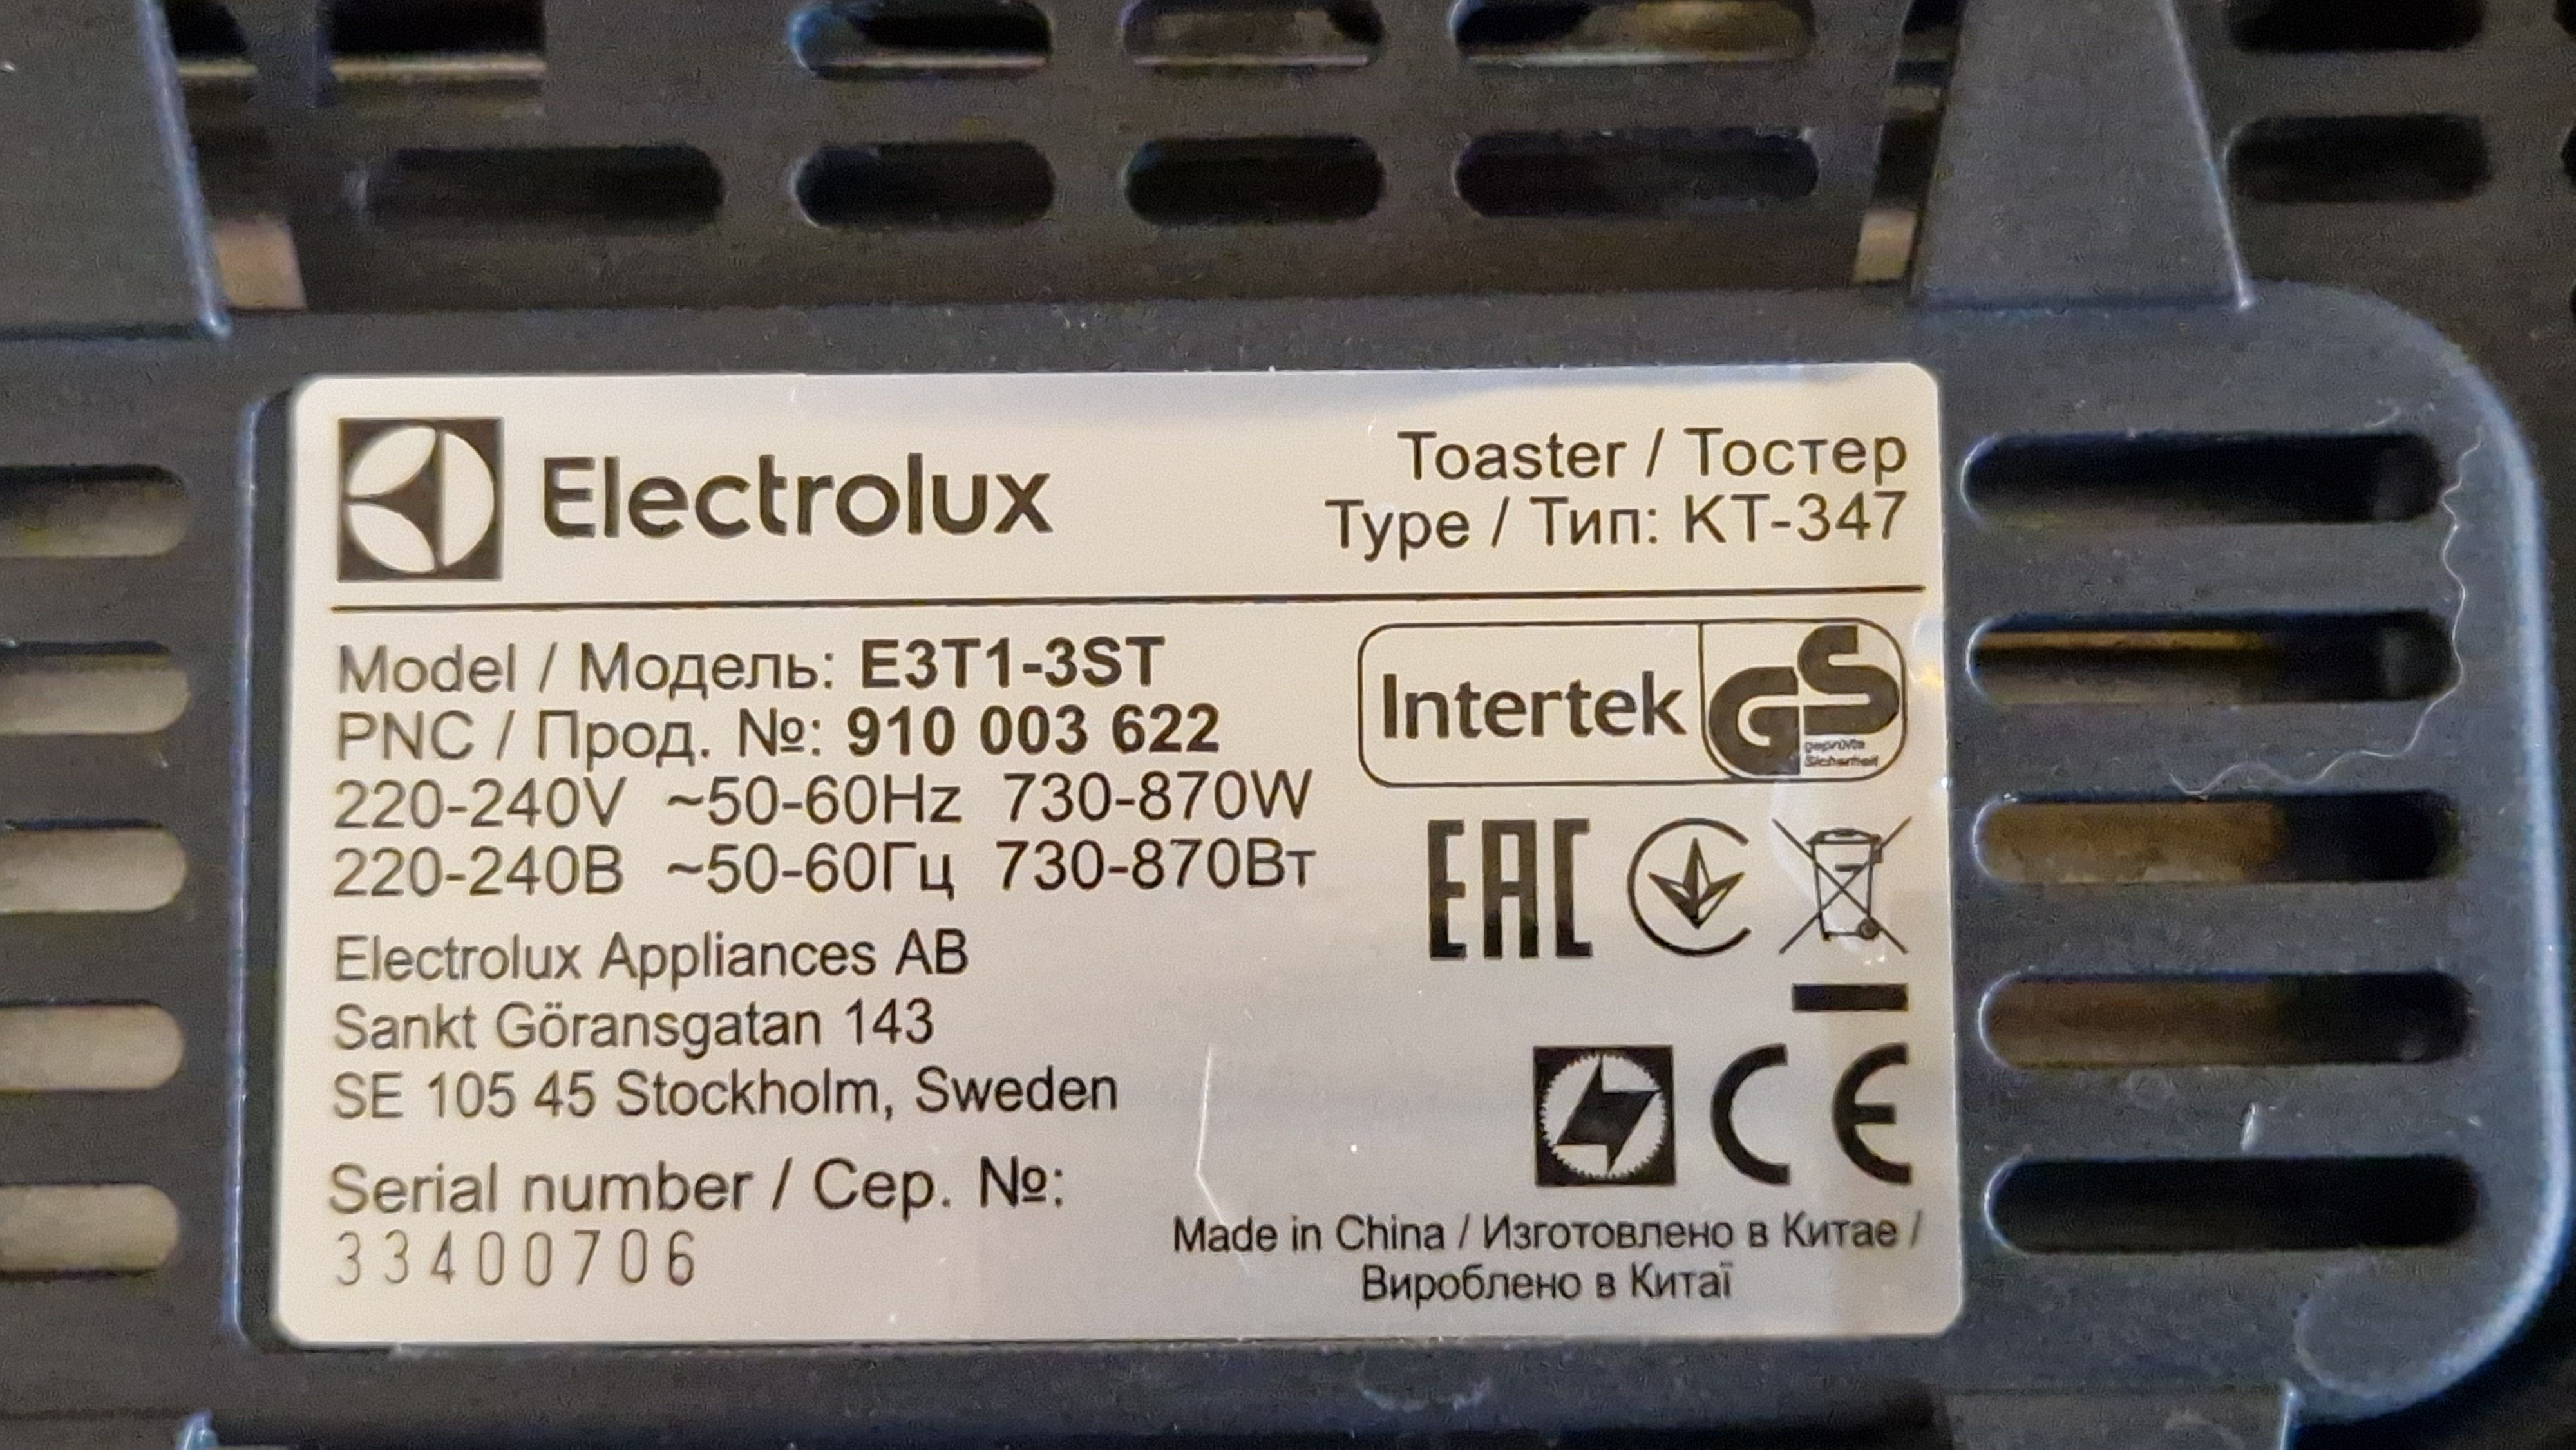 Electrolux
Toaster / Тостер
Type / Тип: KT-347
Model / Модель: E3T1-3ST
PNC / Прод. №: 910 003 622
220-240V ~50-60Hz 730-870W
220-240В ~50-60Гц 730-870Вт
Intertek GS
geprüfte
Sicherheit
EAC
Electrolux Appliances AB
Sankt Göransgatan 143
SE 105 45 Stockholm, Sweden
CE
Serial number / Сер. №:
33400706
Made in China / Изготовлено в Китае /
Вироблено в Китаї